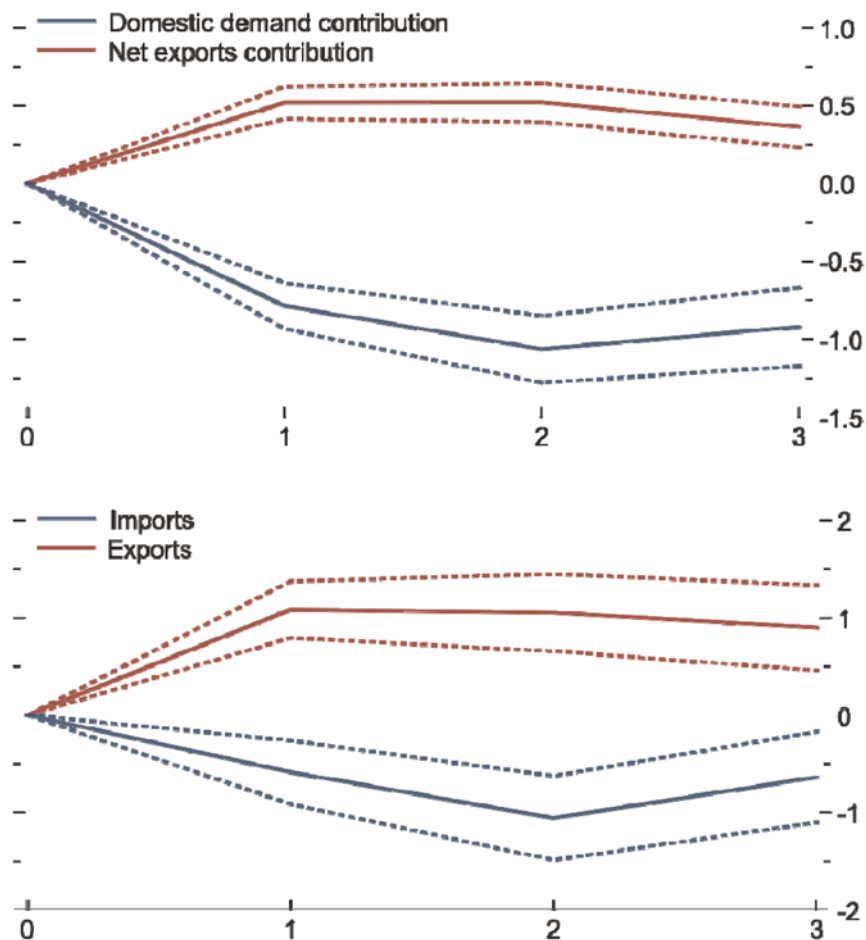 Domestic demand contribution
Net exports contribution
1.0
0.5
0.0
-0.5
-1.0
-1.5
0 1 2 3
Imports
Exports
2
1
0
-1
-2
0 1 2 3